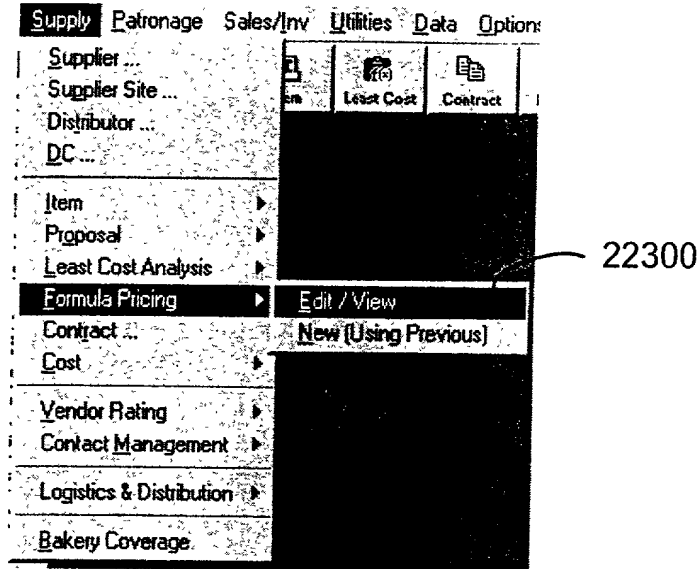 Supply Patronage Sales/Inv Utilities Data Options
Supplier ...
Supplier Site ...
Distributor ...
DC ...
Least Cost
Contract
Item
Proposal
Least Cost Analysis
Formula Pricing
Edit / View
22300
Contract ...
New (Using Previous)
Cost
Vendor Rating
Contact Management
Logistics & Distribution
Bakery Coverage